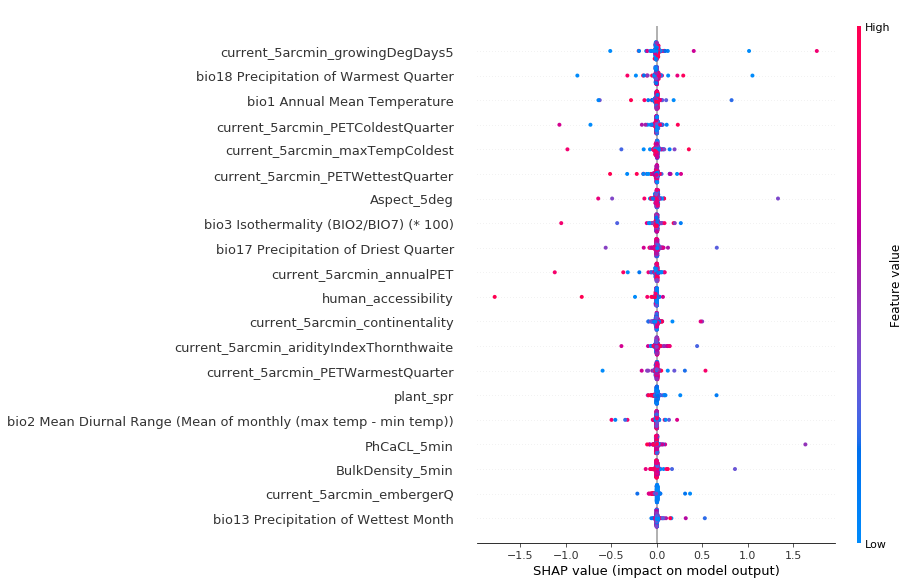 High
current_5arcmin_growingDegDays5
bio18 Precipitation of Warmest Quarter
bio1 Annual Mean Temperature
current_5arcmin_PETColdestQuarter
current_5arcmin_maxTempColdest
current_5arcmin_PETWettestQuarter
Aspect_5deg
bio3 Isothermality (BIO2/BIO7) (* 100)
bio17 Precipitation of Driest Quarter
current_5arcmin_annualPET
human_accessibility
current_5arcmin_continentality
current_5arcmin_aridityIndexThornthwaite
current_5arcmin_PETWarmestQuarter
plant_spr
bio2 Mean Diurnal Range (Mean of monthly (max temp - min temp))
PhCaCL_5min
BulkDensity_5min
current_5arcmin_embergerQ
bio13 Precipitation of Wettest Month
Feature value
Low
−1.5 −1.0 −0.5 0.0 0.5 1.0 1.5
SHAP value (impact on model output)